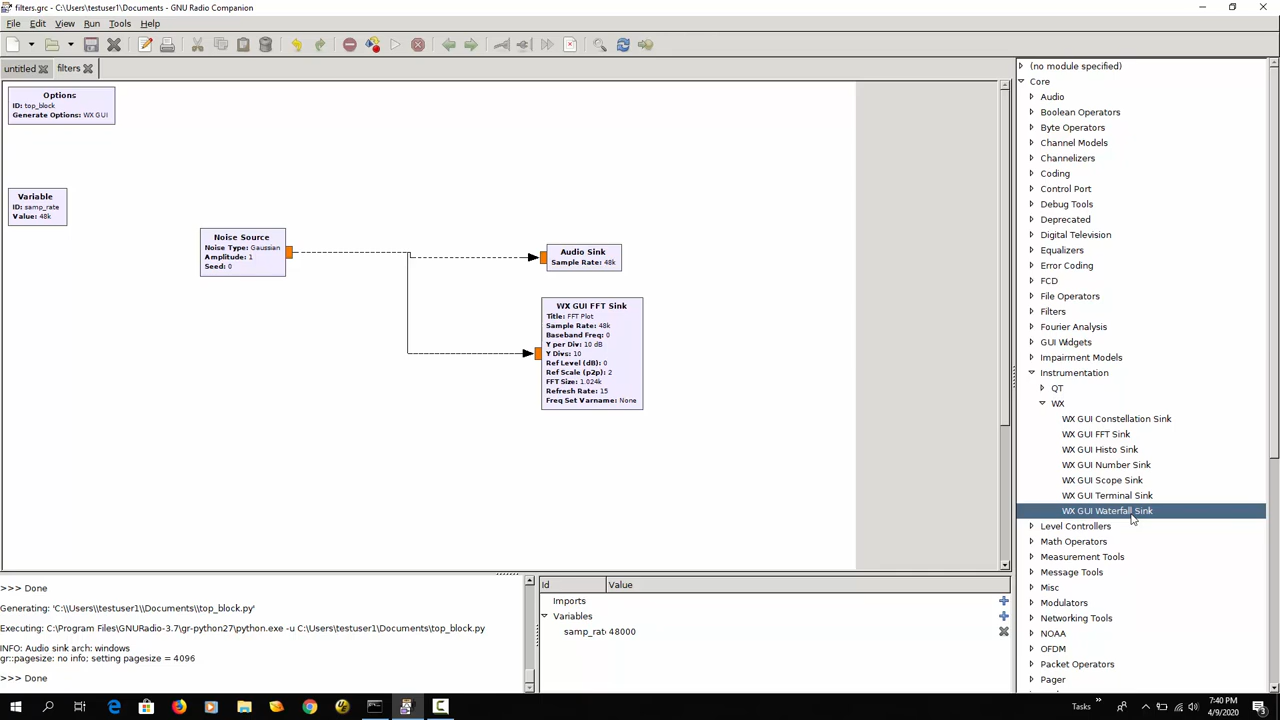 filters.grc - C:\Users\testuser1\Documents - GNU Radio Companion
File Edit View Run Tools Help
untitled filters
Options
ID: top_block
Generate Options: WX GUI
Variable
ID: samp_rate
Value: 48k
Noise Source
Noise Type: Gaussian
Amplitude: 1
Seed: 0
Audio Sink
Sample Rate: 48k
WX GUI FFT Sink
Title: FFT Plot
Sample Rate: 48k
Baseband Freq: 0
Y per Div: 10 dB
Y Divs: 10
Ref Level (dB): 0
Ref Scale (p2p): 2
FFT Size: 1.024k
Refresh Rate: 15
Freq Set Varname: None
(no module specified)
Core
Audio
Boolean Operators
Byte Operators
Channel Models
Channelizers
Coding
Control Port
Debug Tools
Deprecated
Digital Television
Equalizers
Error Coding
FCD
File Operators
Filters
Fourier Analysis
GUI Widgets
Impairment Models
Instrumentation
QT
WX
WX GUI Constellation Sink
WX GUI FFT Sink
WX GUI Histo Sink
WX GUI Number Sink
WX GUI Scope Sink
WX GUI Terminal Sink
WX GUI Waterfall Sink
Level Controllers
Math Operators
Measurement Tools
Message Tools
Misc
Modulators
Networking Tools
NOAA
OFDM
Packet Operators
Pager
>>> Done
Generating: 'C:\\Users\\testuser1\\Documents\\top_block.py'
Executing: C:\Program Files\GNURadio-3.7\gr-python27\python.exe -u C:\Users\testuser1\Documents\top_block.py
INFO: Audio sink arch: windows
gr::pagesize: no info; setting pagesize = 4096
>>> Done
Id Value
Imports
Variables
samp_rat 48000
Tasks
7:40 PM
4/9/2020